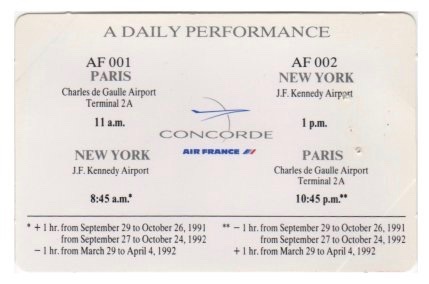 A DAILY PERFORMANCE
AF 001
PARIS
Charles de Gaulle Airport
Terminal 2A
11 a.m.
NEW YORK
J.F. Kennedy Airport
8:45 a.m.*
AF 002
NEW YORK
J.F. Kennedy Airport
1 p.m.
PARIS
Charles de Gaulle Airport
Terminal 2A
10:45 p.m.**
CONCORDE
AIR FRANCE
* + 1 hr. from September 29 to October 26, 1991
from September 27 to October 24, 1992
– 1 hr. from March 29 to April 4, 1992
** – 1 hr. from September 29 to October 26, 1991
from September 27 to October 24, 1992
+ 1 hr. from March 29 to April 4, 1992